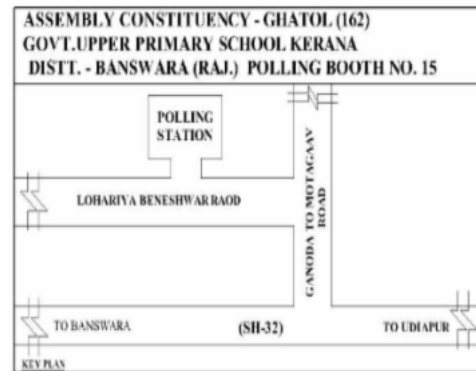 ASSEMBLY CONSTITUENCY - GHATOL (162)
GOVT.UPPER PRIMARY SCHOOL KERANA
DISTT. - BANSWARA (RAJ.) POLLING BOOTH NO. 15
POLLING
STATION
LOHARIYA BENESHWAR RAOD
GANODA TO MOTAGAAV
ROAD
TO BANSWARA
(SH-32)
TO UDIAPUR
KEY PLAN